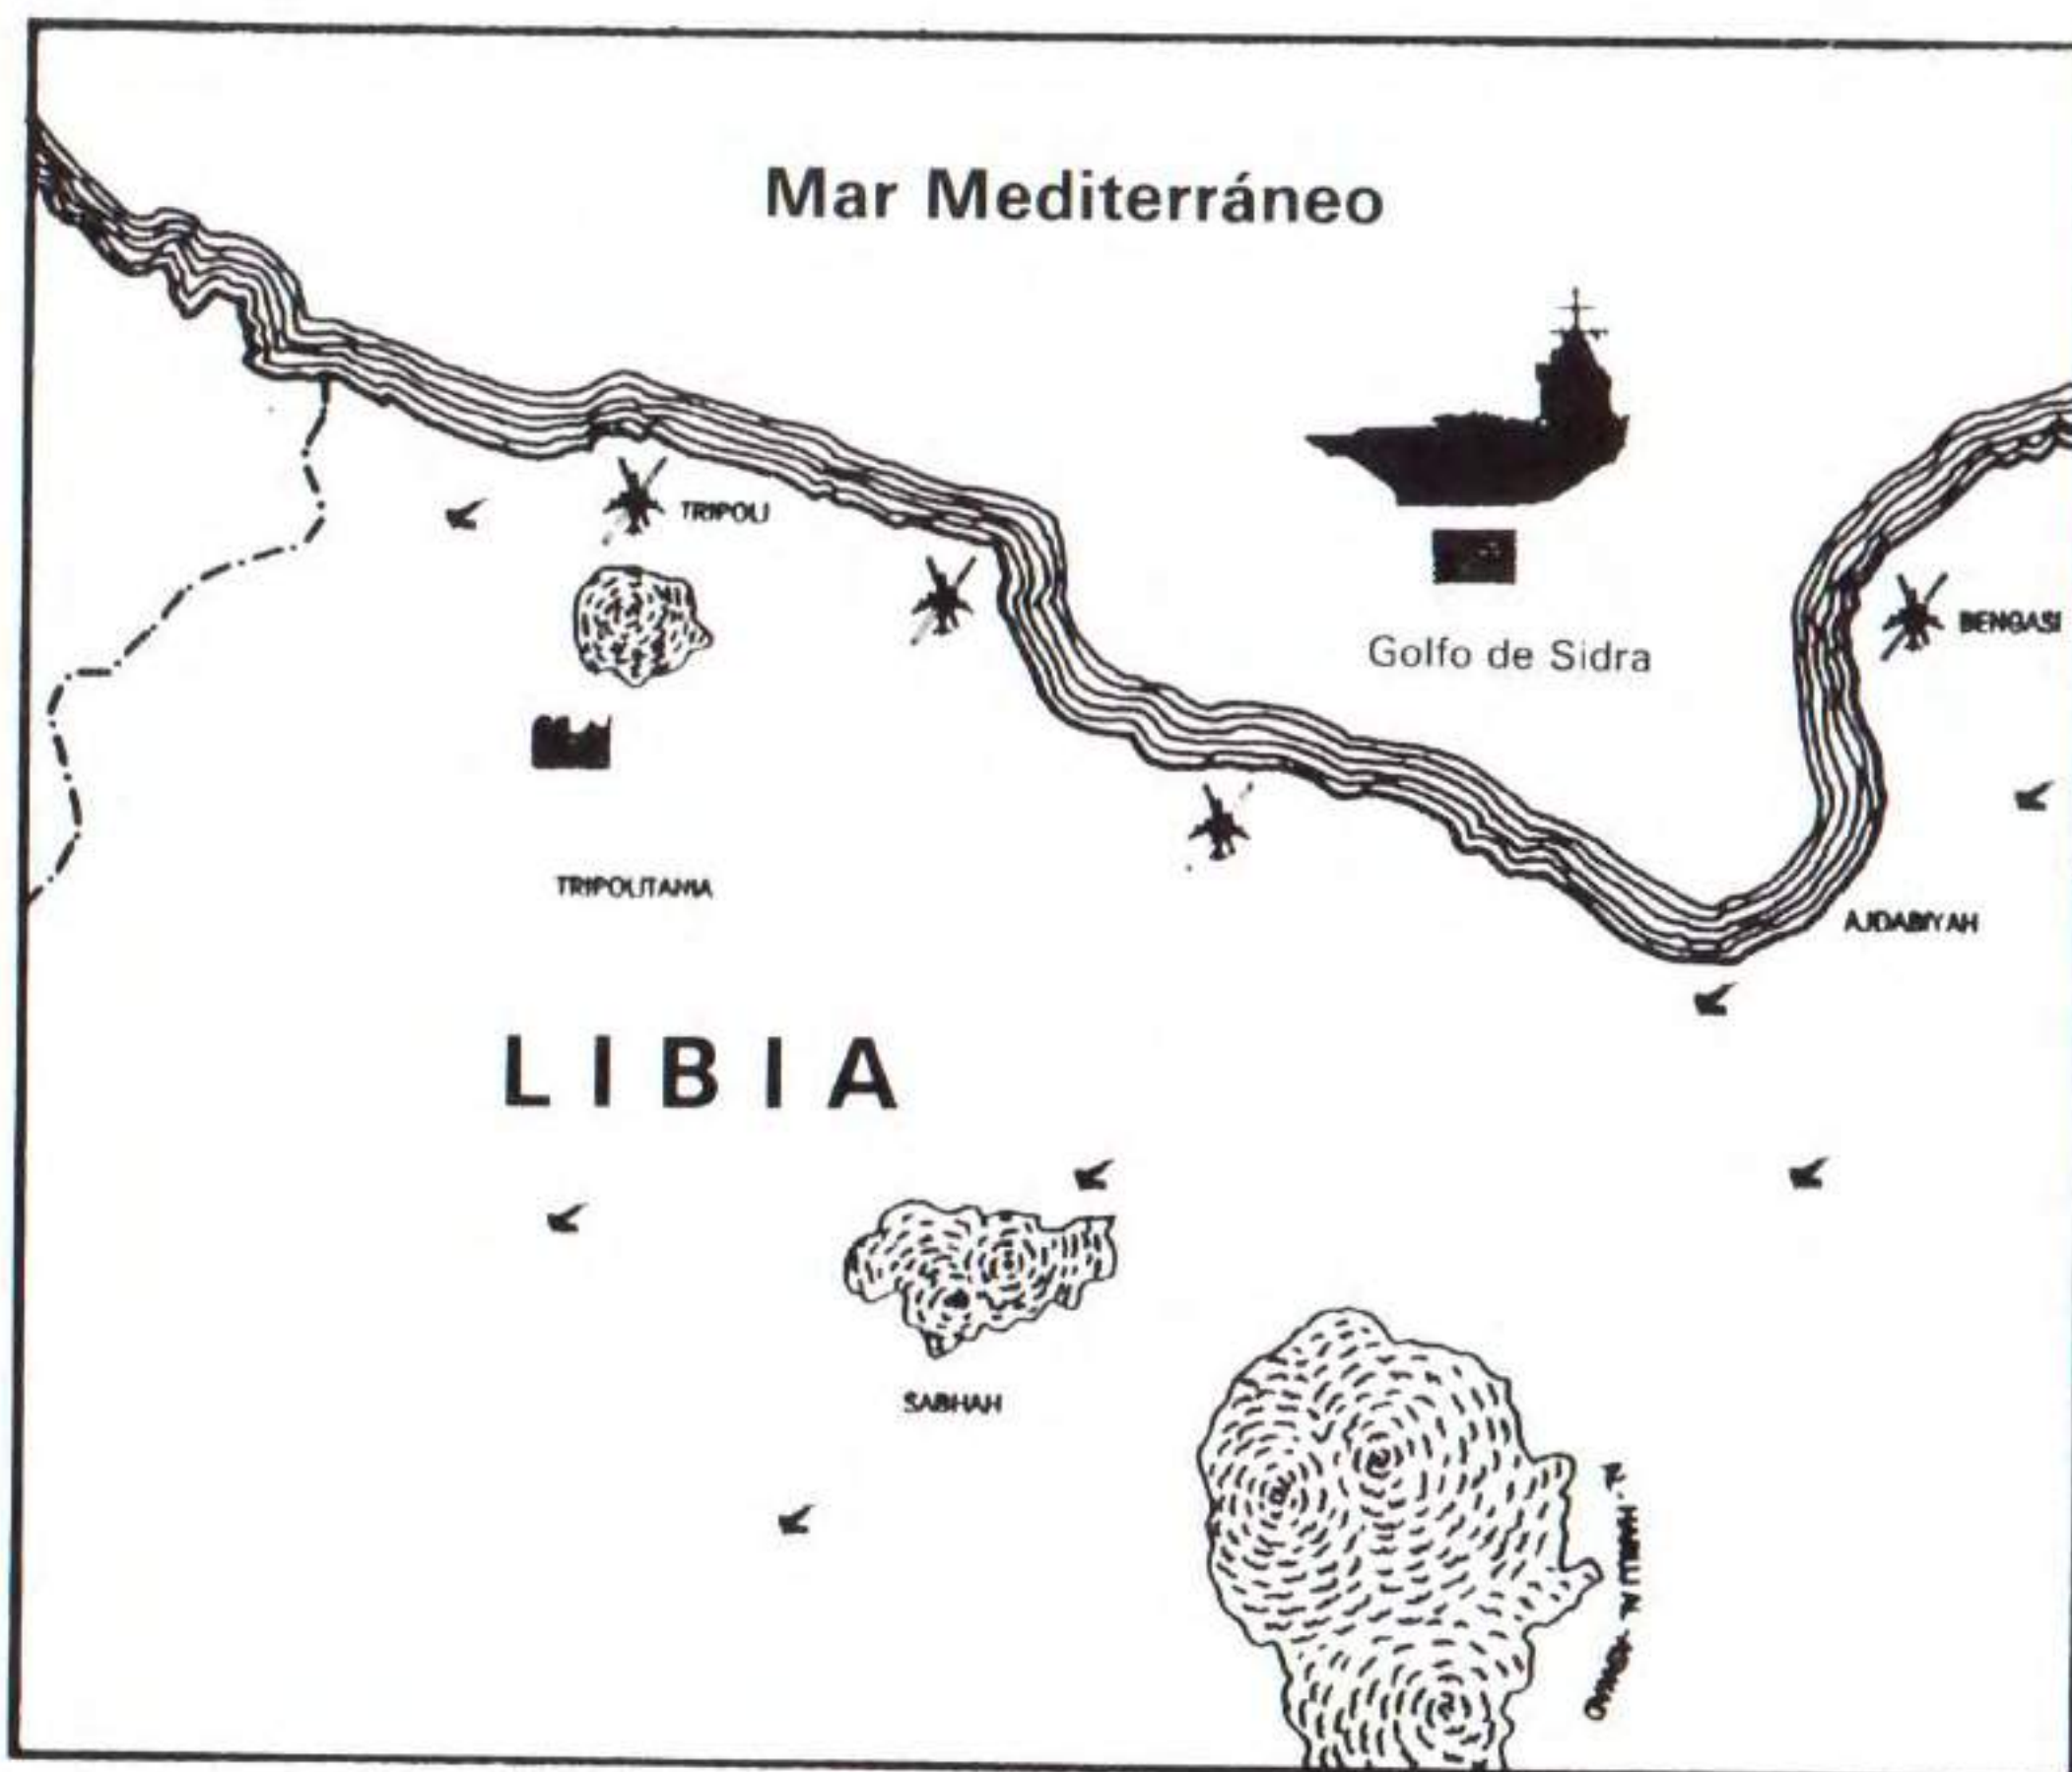 Mar Mediterráneo
TRIPOLI
BENGASI
Golfo de Sidra
TRIPOLITANIA
AJDABIYAH
LIBIA
SABHAH